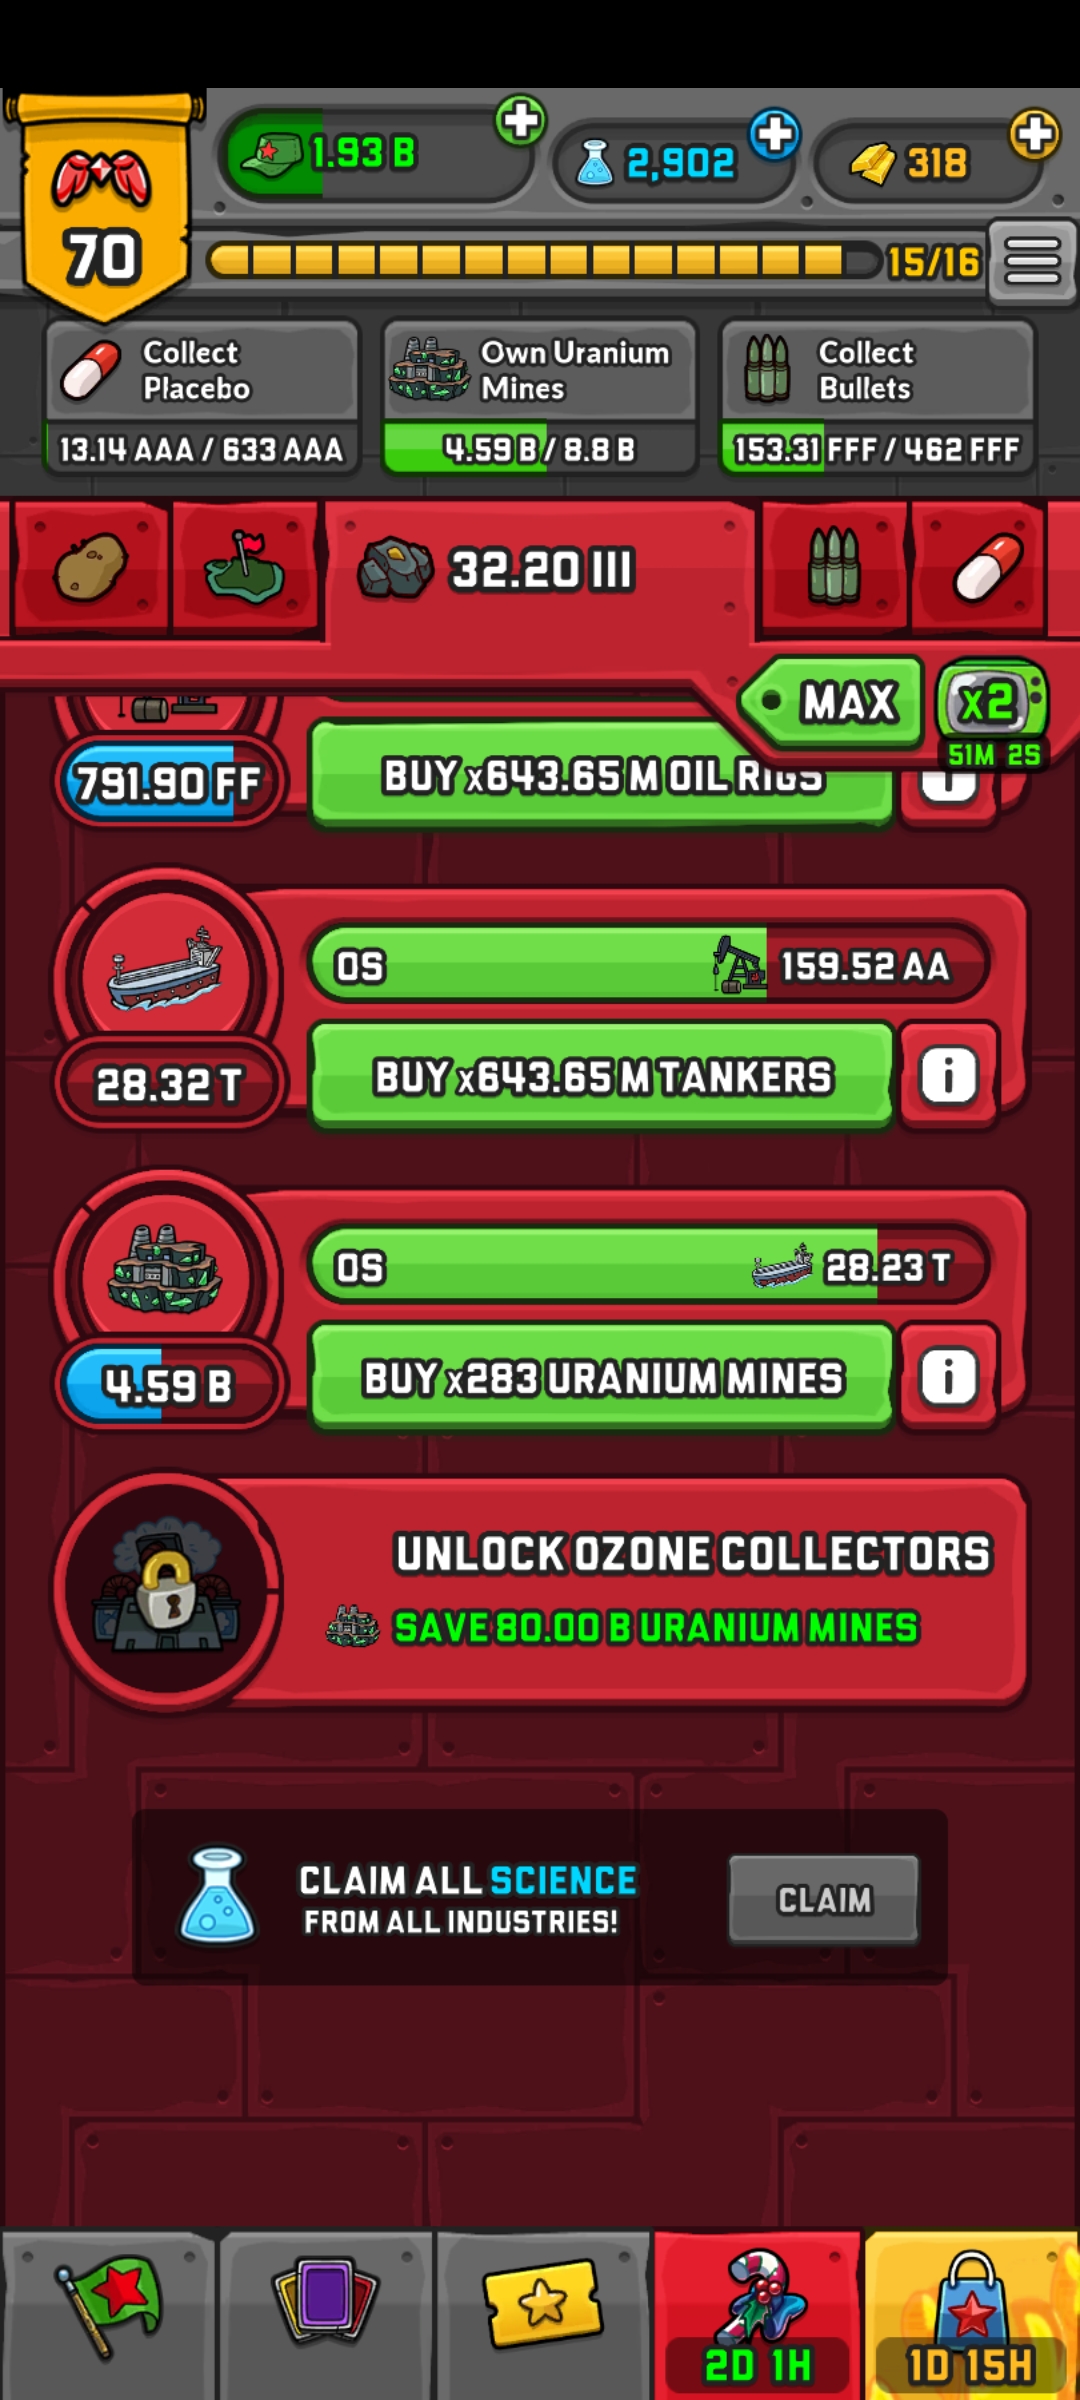 1.93 B
2,902
318
70
15/16
Collect
Placebo
13.14 AAA / 633 AAA
Own Uranium
Mines
4.59 B / 8.8 B
Collect
Bullets
153.31 FFF / 462 FFF
32.20 III
MAX
x2
51M 2S
791.90 FF
BUY x643.65 M OIL RIGS
0S
159.52 AA
28.32 T
BUY x643.65 M TANKERS
i
0S
28.23 T
4.59 B
BUY x283 URANIUM MINES
i
UNLOCK OZONE COLLECTORS
SAVE 80.00 B URANIUM MINES
CLAIM ALL SCIENCE
FROM ALL INDUSTRIES!
CLAIM
2D 1H
1D 15H